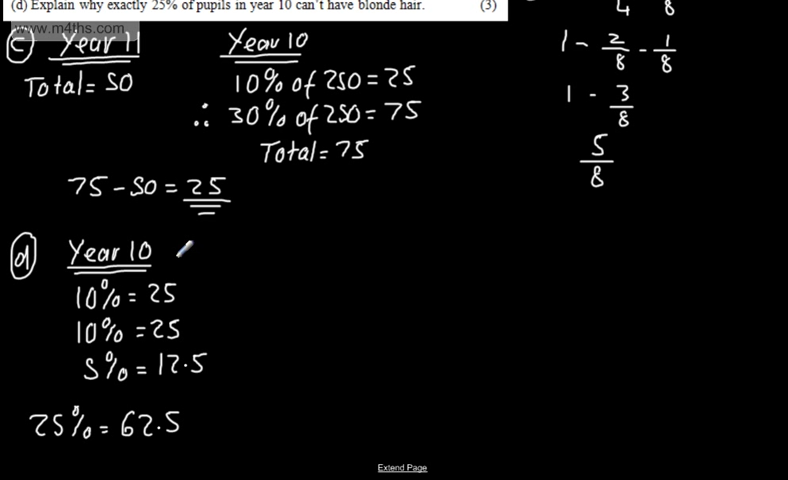 (d) Explain why exactly 25% of pupils in year 10 can't have blonde hair. (3)
www.m4ths.com
(c) Year 11
Total = 50
Year 10
10% of 250 = 25
∴ 30% of 250 = 75
Total = 75
75 - 50 = 25
4 8
1 - 2/8 - 1/8
1 - 3/8
5/8
(d) Year 10
10% = 25
10% = 25
5% = 12.5
25% = 62.5
Extend Page